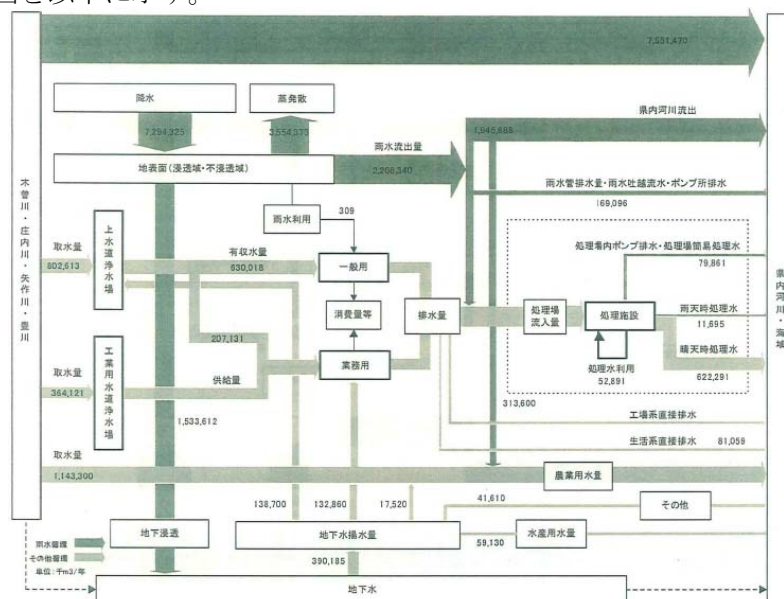 7,551,470
降水
蒸発散
県内河川流出
7,294,325
3,554,373
1,645,688
雨水流出量
地表面(浸透域・不浸透域)
2,206,340
雨水管排水量・雨水吐越流水・ポンプ所排水
169,096
木曽川・庄内川・矢作川・豊川
雨水利用
309
処理場内ポンプ排水・処理場簡易処理水
79,861
取水量
802,613
上水道浄水場
有収水量
630,018
一般用
消費量等
排水量
処理場流入量
処理施設
雨天時処理水
11,695
晴天時処理水
622,291
処理水利用
52,891
県内河川・海域
207,131
業務用
取水量
364,121
工業用水道浄水場
供給量
313,600
1,533,612
工場系直接排水
生活系直接排水 81,059
取水量
1,143,300
農業用水量
138,700
132,860
17,520
41,610
その他
地下浸透
地下水揚水量
59,130
水産用水量
雨水循環
その他循環
単位:千m3/年
390,185
地下水